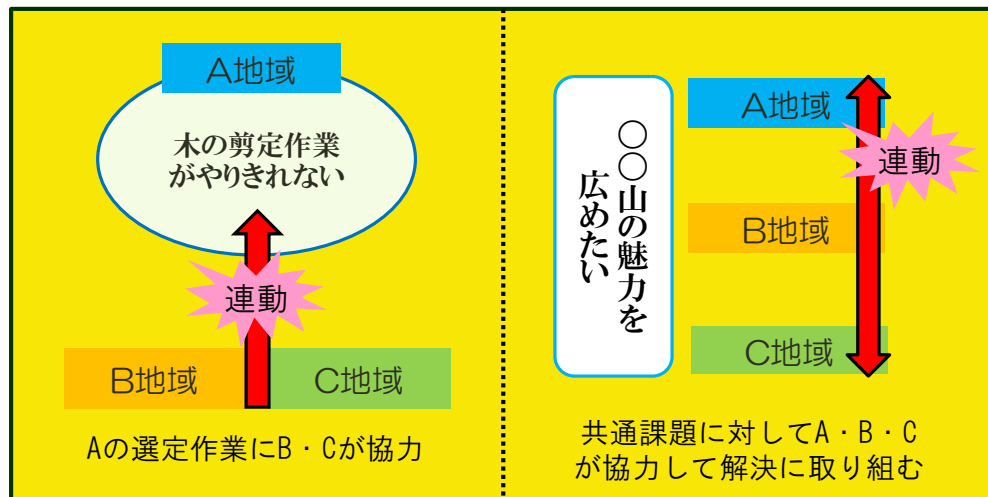 A地域
木の剪定作業
がやりきれない
連動
B地域
C地域
Aの選定作業にB・Cが協力
〇〇山の魅力を
広めたい
A地域
連動
B地域
C地域
共通課題に対してA・B・C
が協力して解決に取り組む